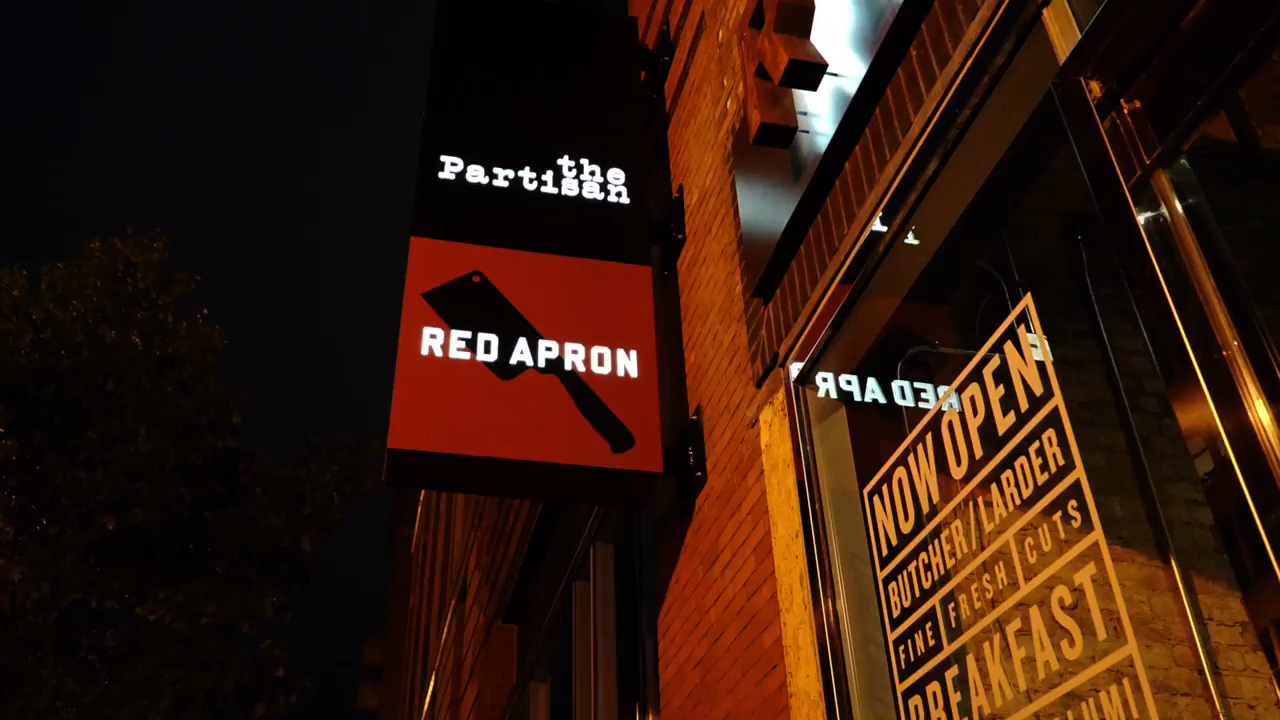 the
Partisan
RED APRON
RED APR
NOW OPEN
BUTCHER/LARDER
FINE FRESH CUTS
BREAKFAST